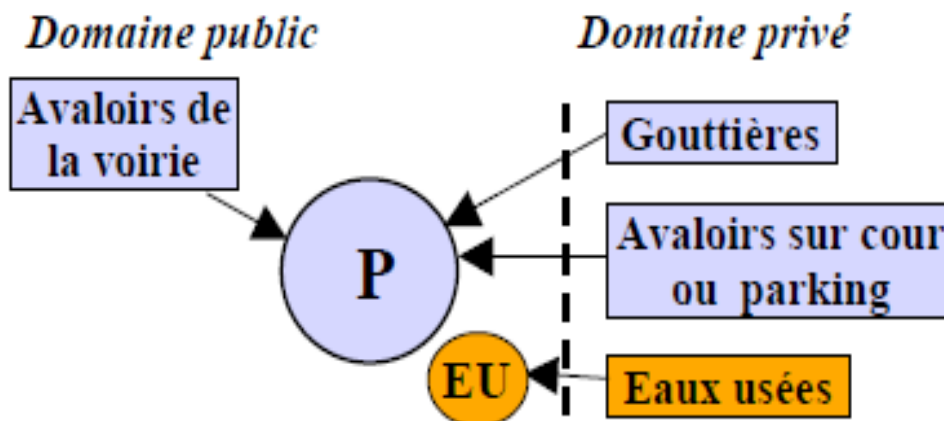 Domaine public
Domaine privé
Avaloirs de
la voirie
Gouttières
P
Avaloirs sur cour
ou parking
EU
Eaux usées